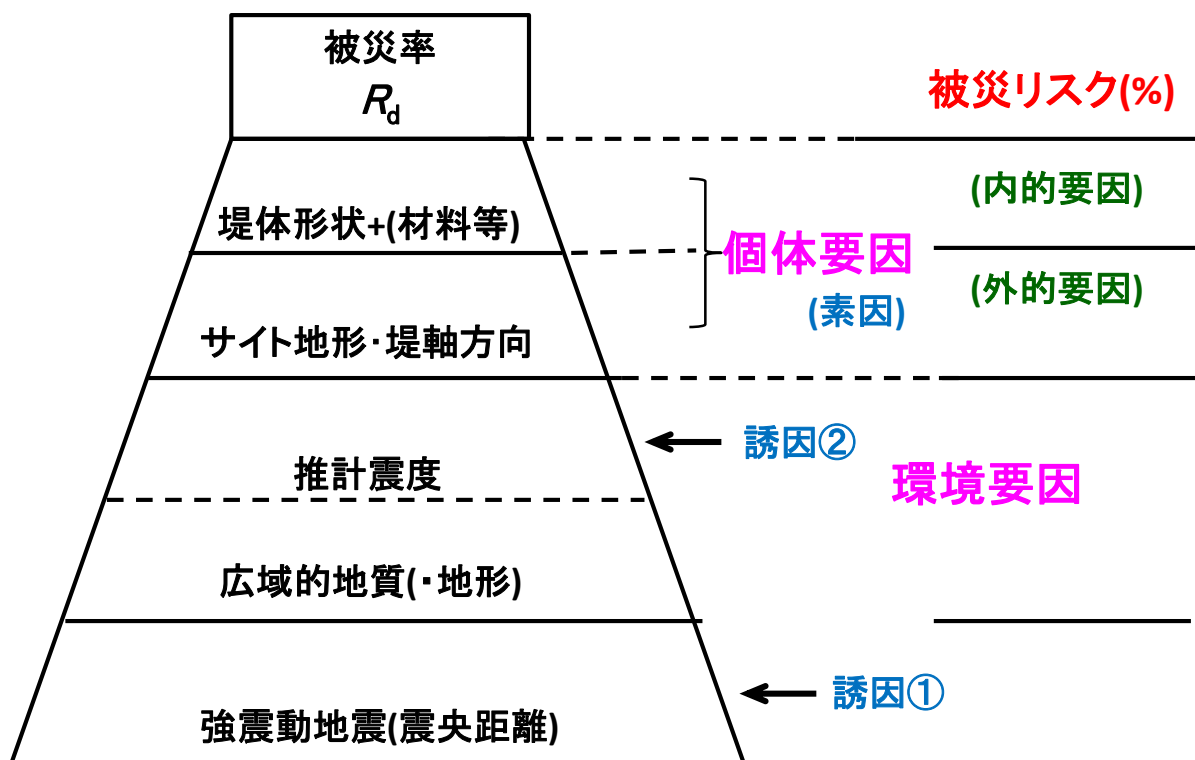 被災率
Rd
被災リスク(%)
(内的要因)
堤体形状+(材料等)
個体要因
(外的要因)
(素因)
サイト地形・堤軸方向
誘因②
推計震度
環境要因
広域的地質(・地形)
誘因①
強震動地震(震央距離)